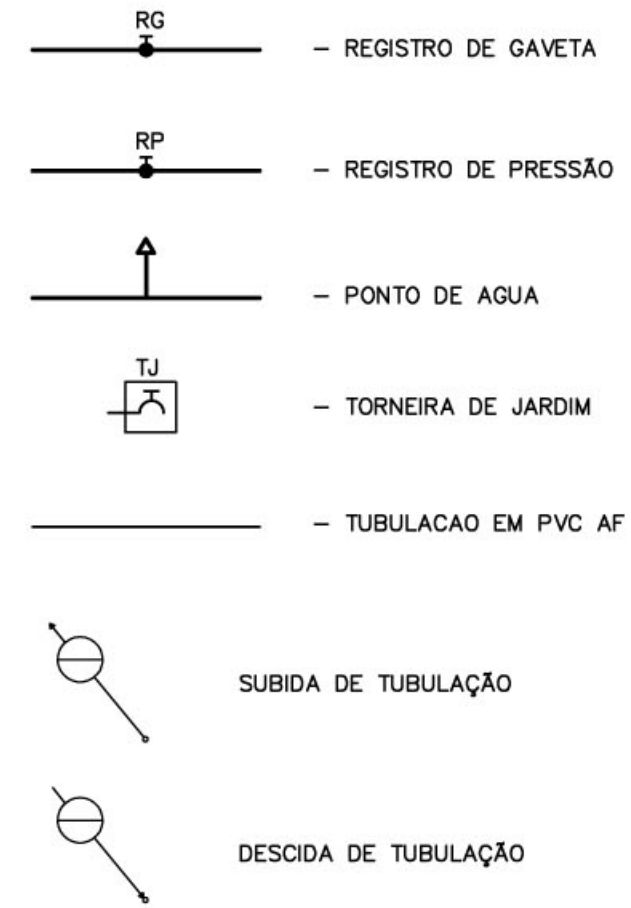 RG
– REGISTRO DE GAVETA
RP
– REGISTRO DE PRESSÃO
– PONTO DE AGUA
TJ
– TORNEIRA DE JARDIM
– TUBULACAO EM PVC AF
SUBIDA DE TUBULAÇÃO
DESCIDA DE TUBULAÇÃO